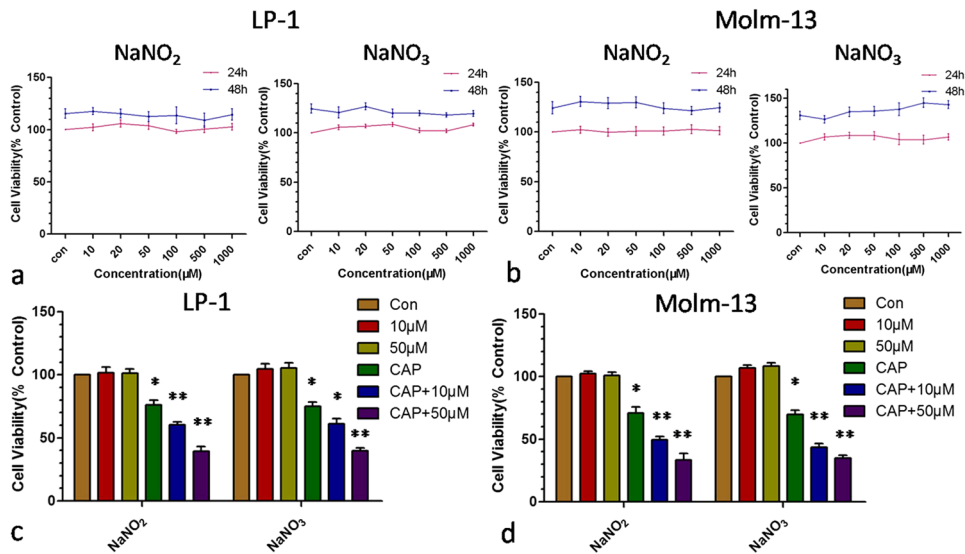 LP-1
Molm-13
NaNO₂
NaNO₃
NaNO₂
NaNO₃
24h
48h
24h
48h
24h
48h
24h
48h
Cell Viability(% Control)
150
100
50
0
con 10 20 50 100 500 1000
Concentration(μM)
Cell Viability(% Control)
150
100
50
0
con 10 20 50 100 500 1000
Concentration(μM)
Cell Viability(% Control)
150
100
50
0
con 10 20 50 100 500 1000
Concentration(μM)
Cell Viability(% Control)
150
100
50
0
con 10 20 50 100 500 1000
Concentration(μM)
a
b
LP-1
Cell Viability(% Control)
150
100
50
0
* ** **
* * **
NaNO₂ NaNO₃
Con
10μM
50μM
CAP
CAP+10μM
CAP+50μM
c
Molm-13
Cell Viability(% Control)
150
100
50
0
* ** **
* ** **
NaNO₂ NaNO₃
Con
10μM
50μM
CAP
CAP+10μM
CAP+50μM
d